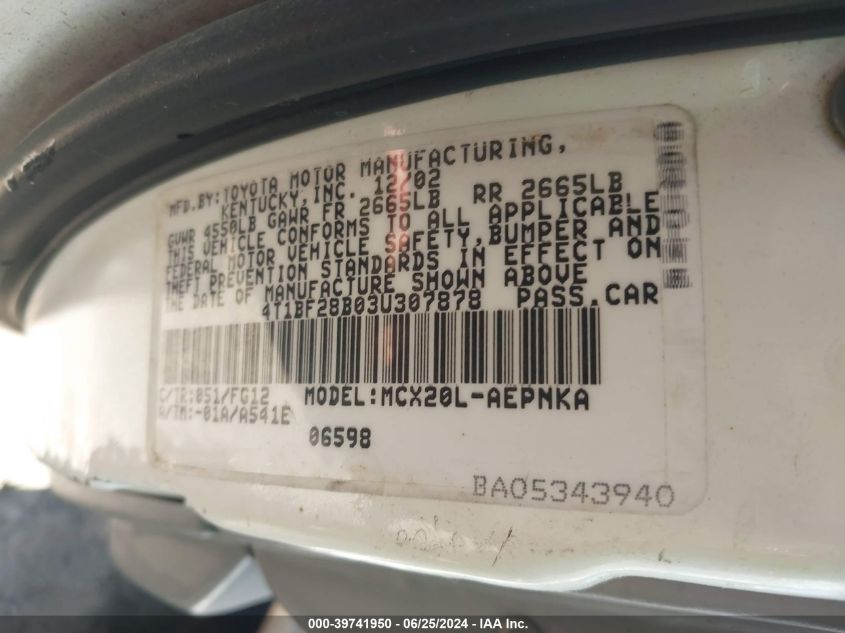 MFD.BY:TOYOTA MOTOR MANUFACTURING,
KENTUCKY,INC. 12/02
GVWR 4550LB GAWR FR 2665LB RR 2665LB
THIS VEHICLE CONFORMS TO ALL APPLICABLE
FEDERAL MOTOR VEHICLE SAFETY,BUMPER AND
THEFT PREVENTION STANDARDS IN EFFECT ON
THE DATE OF MANUFACTURE SHOWN ABOVE
4T1BF28B03U307878 PASS.CAR
C/TR:051/FG12 MODEL:MCX20L-AEPNKA
A/TM:-01A/A541E
06598
BA05343940
000-39741950 - 06/25/2024 - IAA Inc.